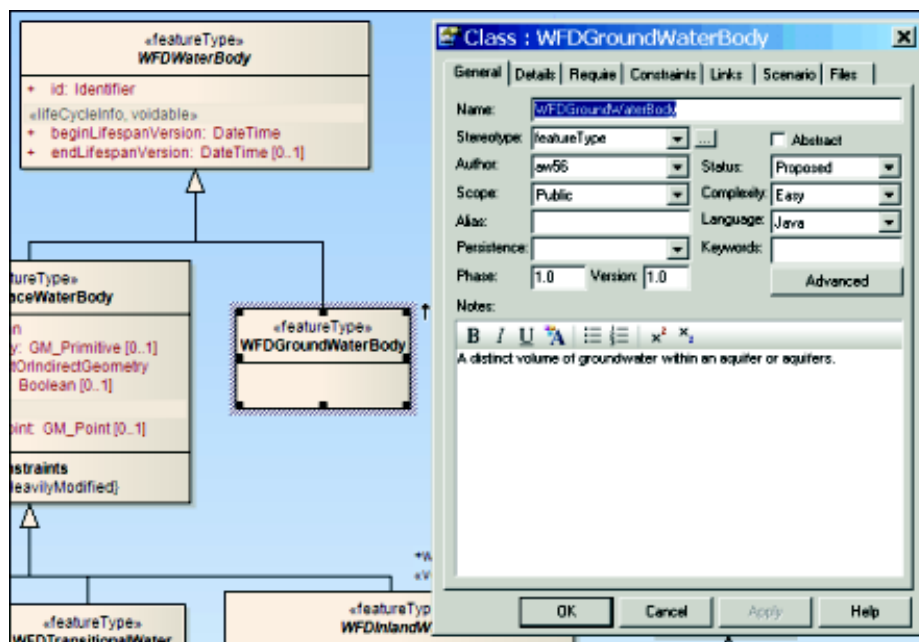 «featureType»
WFDWaterBody
+ id: Identifier
«lifeCycleInfo, voidable»
+ beginLifespanVersion: DateTime
+ endLifespanVersion: DateTime [0..1]
tureType»
aceWaterBody
n
y: GM_Primitive [0..1]
tOrIndirectGeometry
Boolean [0..1]
oint: GM_Point [0..1]
nstraints
HeavilyModified}
«featureType»
WFDGroundWaterBody
«featureType»
WFDTransitionalWater
«featureTyp
WFDInlandW
+W
«V
Class : WFDGroundWaterBody
General Details Require Constraints Links Scenario Files
Name: WFDGroundWaterBody
Stereotype: featureType ... Abstract
Author: aw56 Status: Proposed
Scope: Public Complexity: Easy
Alias: Language: Java
Persistence: Keywords:
Phase: 1.0 Version: 1.0 Advanced
Notes:
B I U A x² x₂
A distinct volume of groundwater within an aquifer or aquifers.
OK Cancel Apply Help